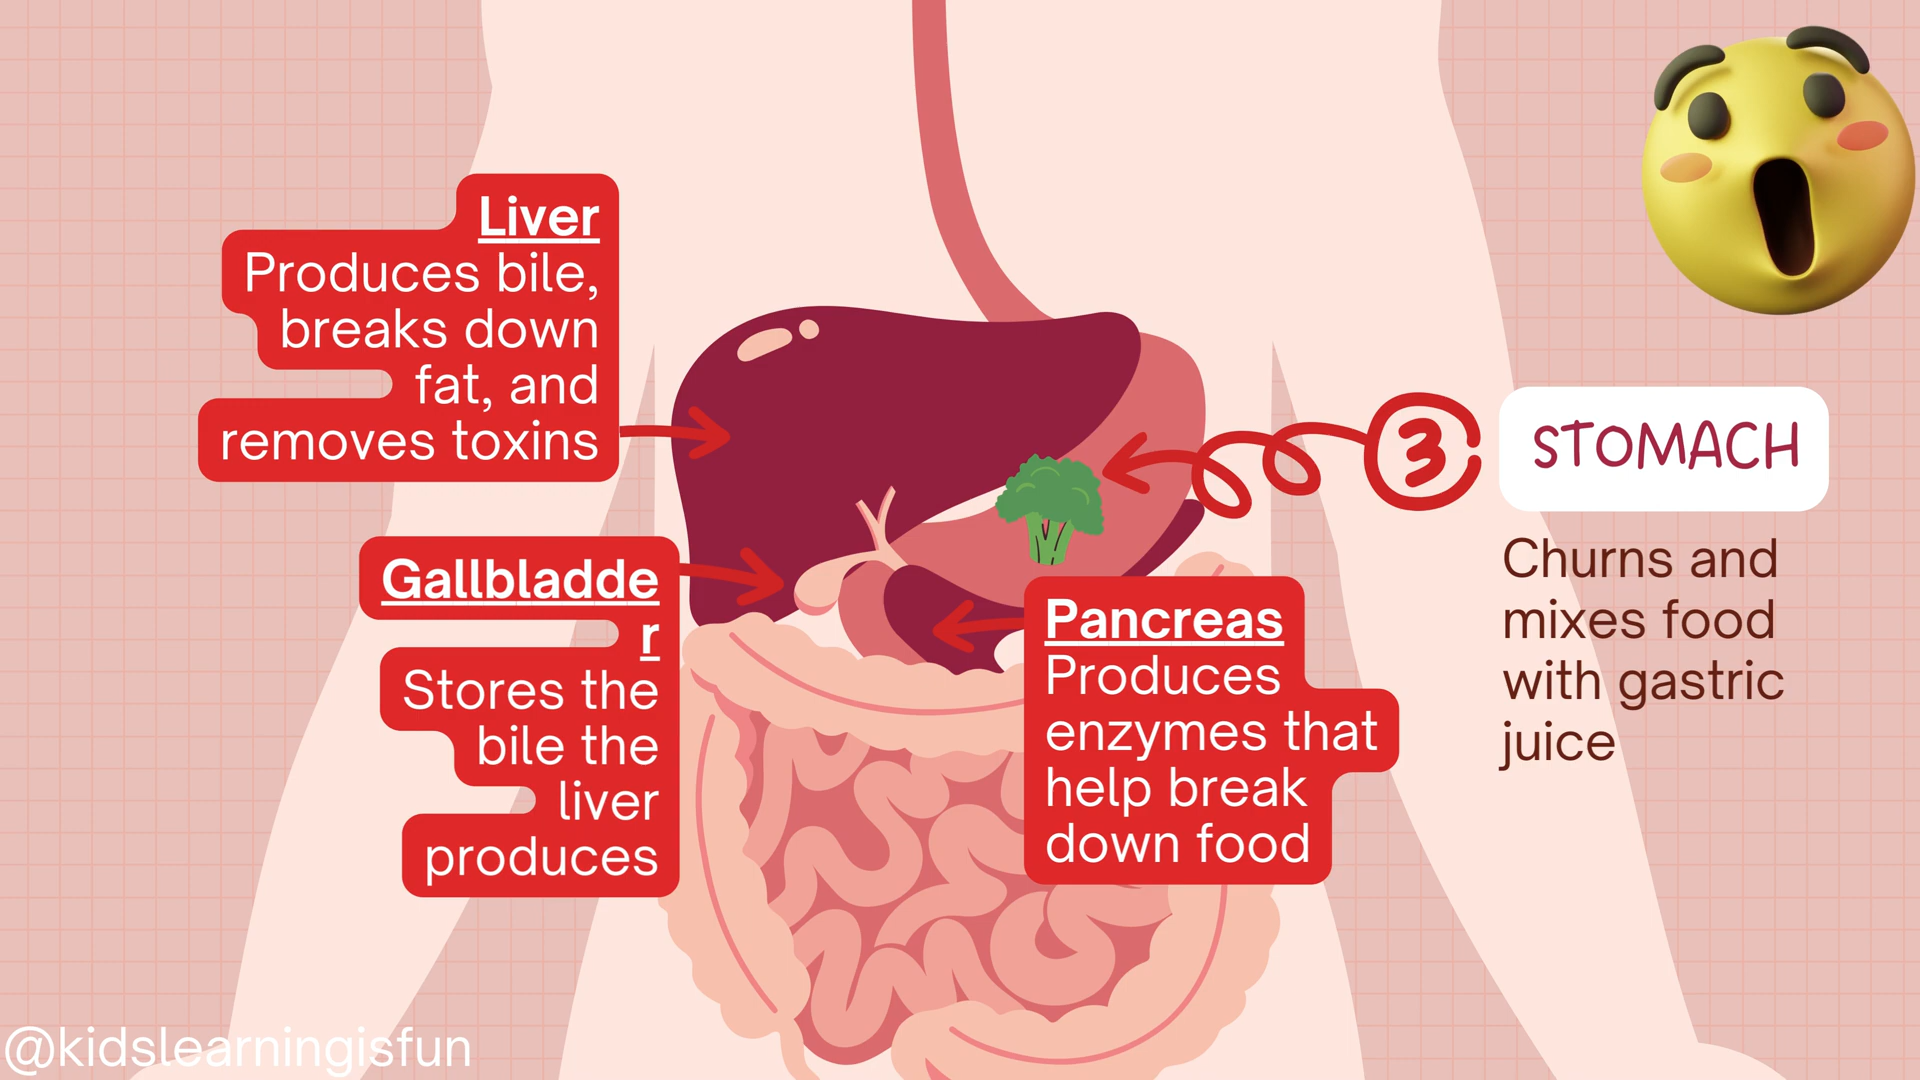 Liver
Produces bile,
breaks down
fat, and
removes toxins
Gallbladde
r
Stores the
bile the
liver
produces
Pancreas
Produces
enzymes that
help break
down food
3
STOMACH
Churns and
mixes food
with gastric
juice
@kidslearningisfun